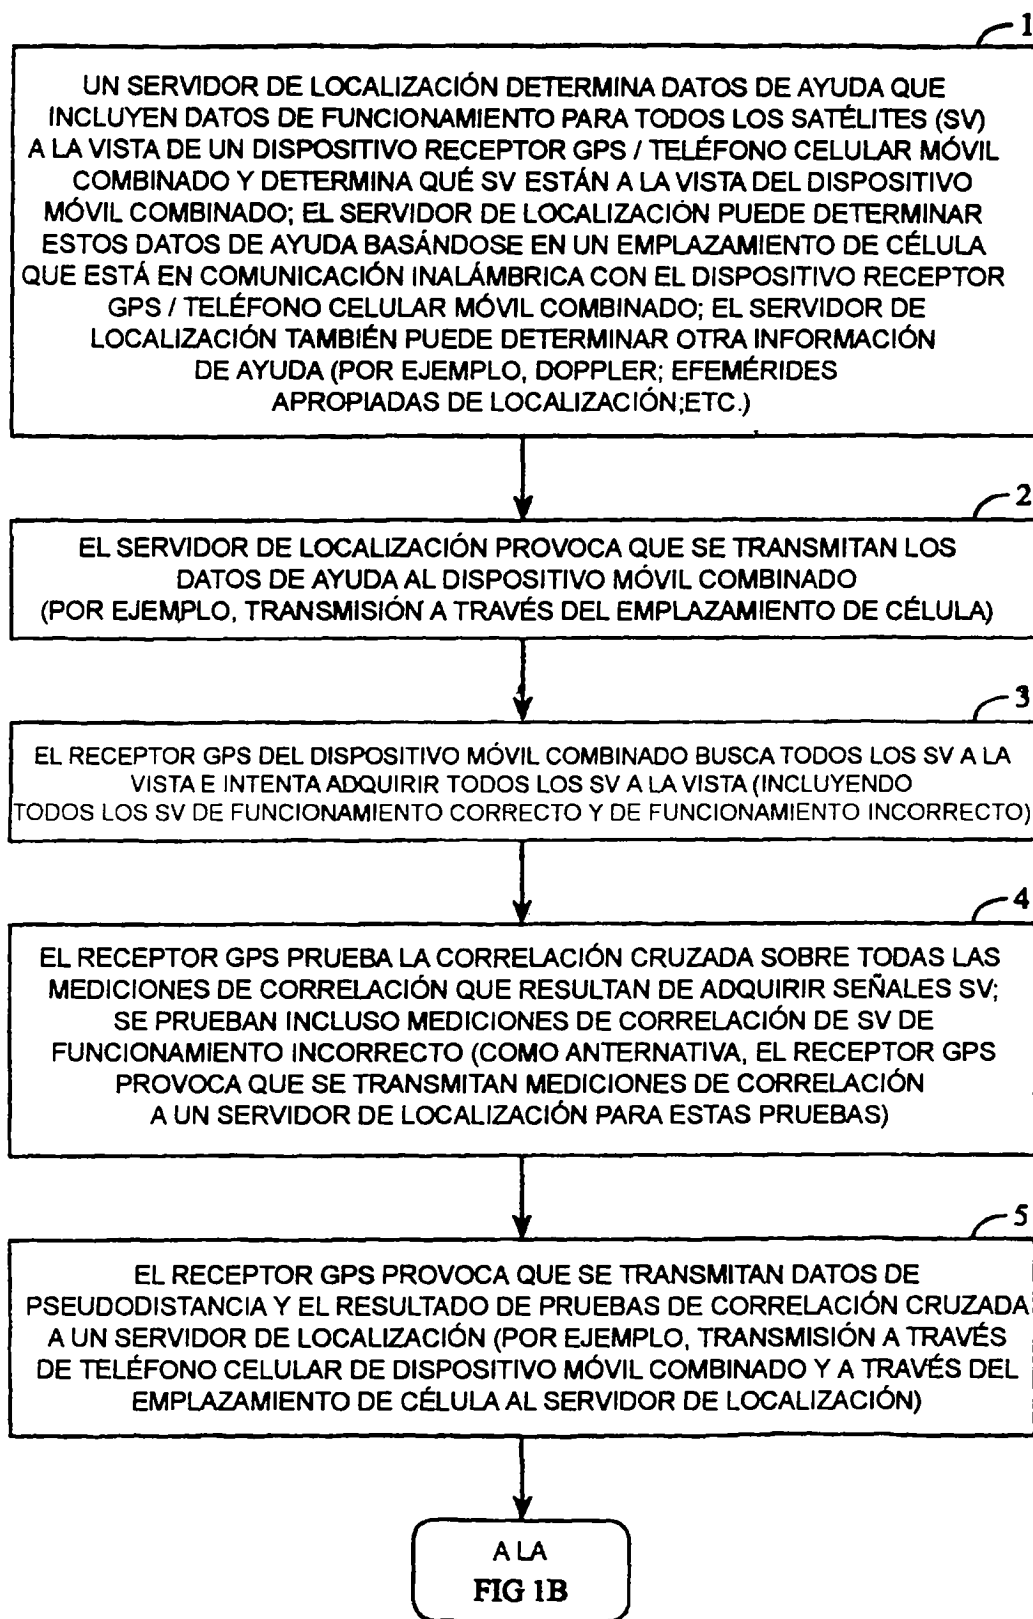 1
UN SERVIDOR DE LOCALIZACIÓN DETERMINA DATOS DE AYUDA QUE
INCLUYEN DATOS DE FUNCIONAMIENTO PARA TODOS LOS SATÉLITES (SV)
A LA VISTA DE UN DISPOSITIVO RECEPTOR GPS / TELÉFONO CELULAR MÓVIL
COMBINADO Y DETERMINA QUÉ SV ESTÁN A LA VISTA DEL DISPOSITIVO
MÓVIL COMBINADO; EL SERVIDOR DE LOCALIZACIÓN PUEDE DETERMINAR
ESTOS DATOS DE AYUDA BASÁNDOSE EN UN EMPLAZAMIENTO DE CÉLULA
QUE ESTÁ EN COMUNICACIÓN INALÁMBRICA CON EL DISPOSITIVO RECEPTOR
GPS / TELÉFONO CELULAR MÓVIL COMBINADO; EL SERVIDOR DE
LOCALIZACIÓN TAMBIÉN PUEDE DETERMINAR OTRA INFORMACIÓN
DE AYUDA (POR EJEMPLO, DOPPLER; EFEMÉRIDES
APROPIADAS DE LOCALIZACIÓN;ETC.)
2
EL SERVIDOR DE LOCALIZACIÓN PROVOCA QUE SE TRANSMITAN LOS
DATOS DE AYUDA AL DISPOSITIVO MÓVIL COMBINADO
(POR EJEMPLO, TRANSMISIÓN A TRAVÉS DEL EMPLAZAMIENTO DE CÉLULA)
3
EL RECEPTOR GPS DEL DISPOSITIVO MÓVIL COMBINADO BUSCA TODOS LOS SV A LA
VISTA E INTENTA ADQUIRIR TODOS LOS SV A LA VISTA (INCLUYENDO
TODOS LOS SV DE FUNCIONAMIENTO CORRECTO Y DE FUNCIONAMIENTO INCORRECTO)
4
EL RECEPTOR GPS PRUEBA LA CORRELACIÓN CRUZADA SOBRE TODAS LAS
MEDICIONES DE CORRELACIÓN QUE RESULTAN DE ADQUIRIR SEÑALES SV;
SE PRUEBAN INCLUSO MEDICIONES DE CORRELACIÓN DE SV DE
FUNCIONAMIENTO INCORRECTO (COMO ANTERNATIVA, EL RECEPTOR GPS
PROVOCA QUE SE TRANSMITAN MEDICIONES DE CORRELACIÓN
A UN SERVIDOR DE LOCALIZACIÓN PARA ESTAS PRUEBAS)
5
EL RECEPTOR GPS PROVOCA QUE SE TRANSMITAN DATOS DE
PSEUDODISTANCIA Y EL RESULTADO DE PRUEBAS DE CORRELACIÓN CRUZADA
A UN SERVIDOR DE LOCALIZACIÓN (POR EJEMPLO, TRANSMISIÓN A TRAVÉS
DE TELÉFONO CELULAR DE DISPOSITIVO MÓVIL COMBINADO Y A TRAVÉS DEL
EMPLAZAMIENTO DE CÉLULA AL SERVIDOR DE LOCALIZACIÓN)
A LA
FIG 1B